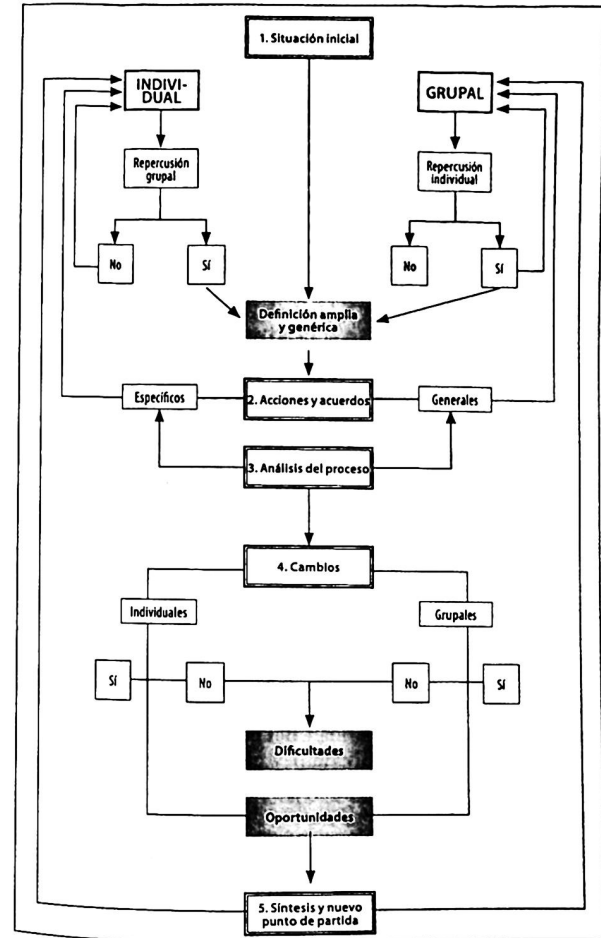 1. Situación inicial
INDIVI-
DUAL
GRUPAL
Repercusión
grupal
Repercusión
individual
No
Sí
No
Sí
Definición amplia
y genérica
Específicos
2. Acciones y acuerdos
Generales
3. Análisis del proceso
4. Cambios
Individuales
Grupales
Sí
No
No
Sí
Dificultades
Oportunidades
5. Síntesis y nuevo
punto de partida